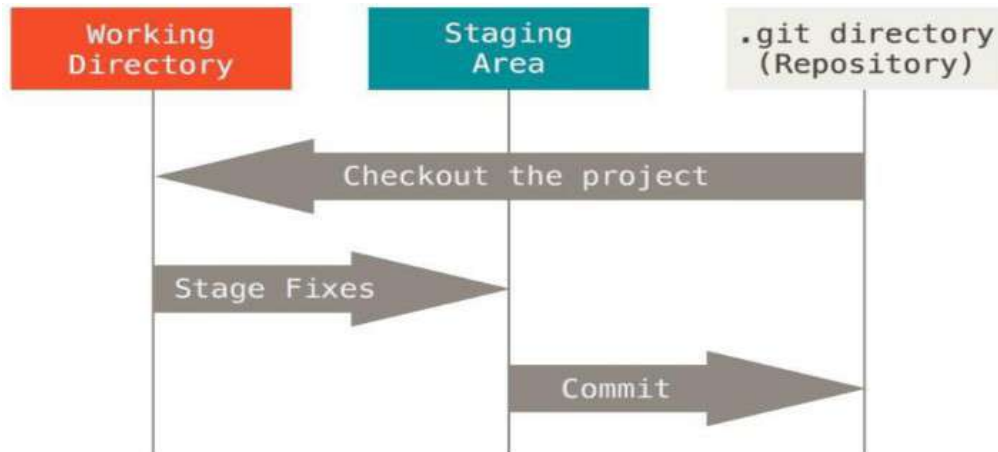 Working
Directory
Staging
Area
.git directory
(Repository)
Checkout the project
Stage Fixes
Commit